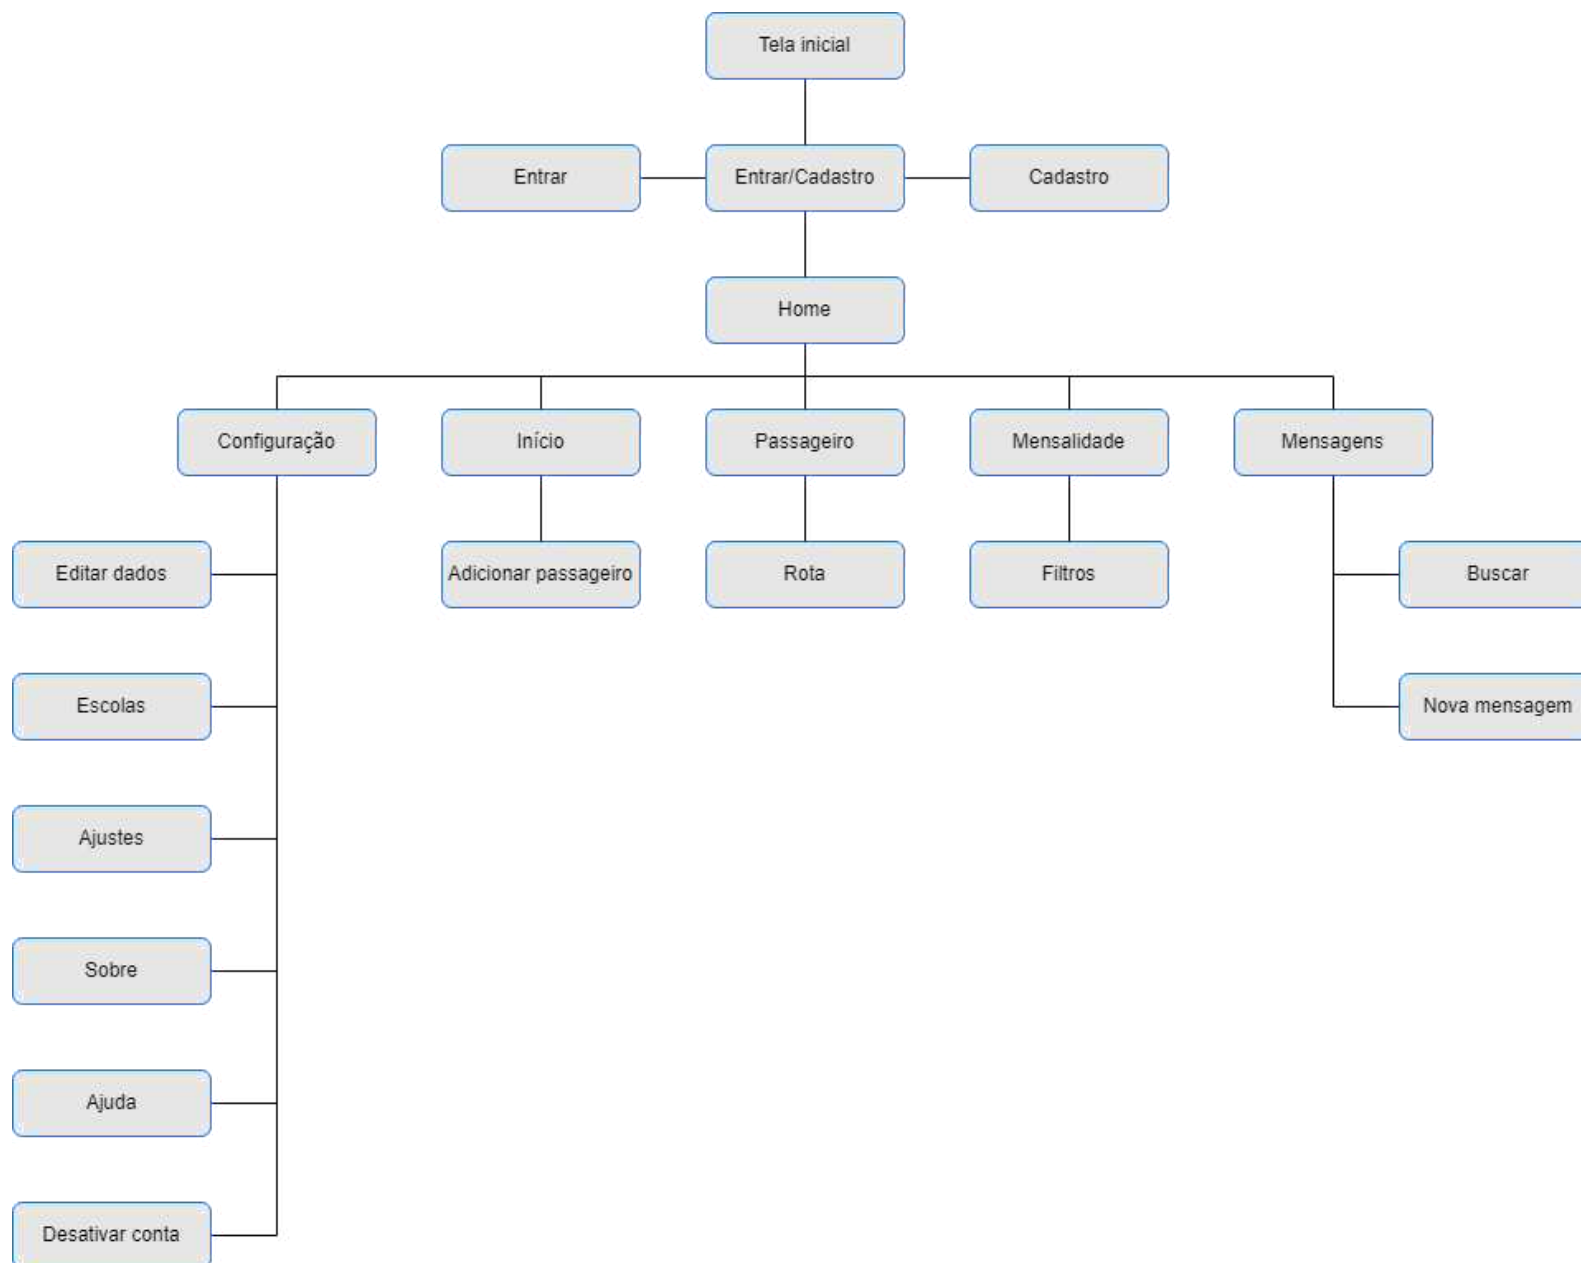 Tela inicial
Entrar
Entrar/Cadastro
Cadastro
Home
Configuração
Início
Passageiro
Mensalidade
Mensagens
Editar dados
Adicionar passageiro
Rota
Filtros
Buscar
Escolas
Nova mensagem
Ajustes
Sobre
Ajuda
Desativar conta